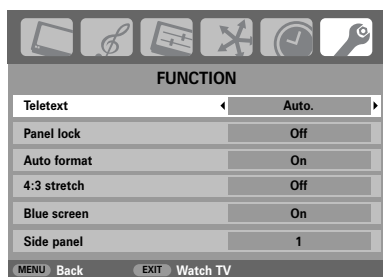 FUNCTION
Teletext Auto.
Panel lock Off
Auto format On
4:3 stretch Off
Blue screen On
Side panel 1
MENU Back EXIT Watch TV